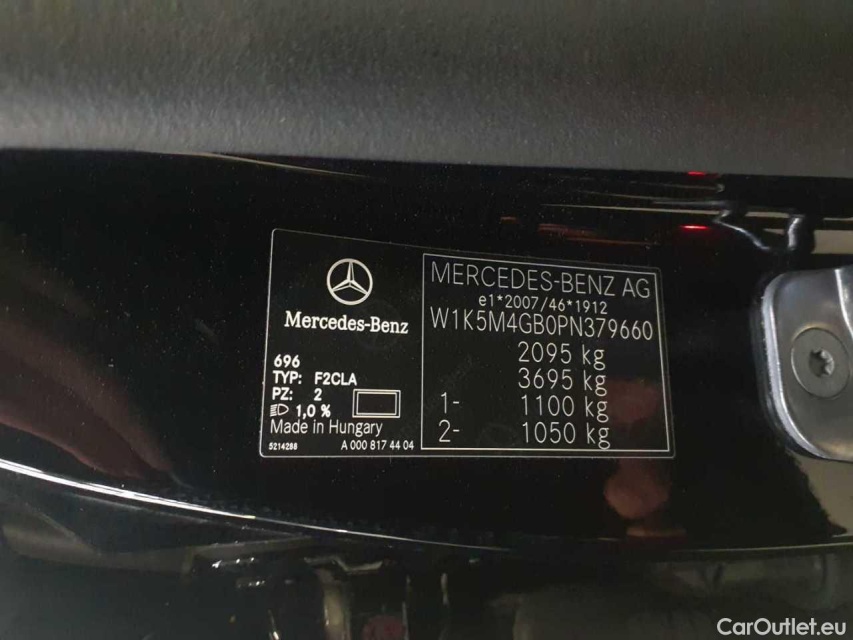 Mercedes-Benz
696
TYP: F2CLA
PZ: 2
1,0 %
Made in Hungary
5214288
A 000 817 44 04
MERCEDES-BENZ AG
e1*2007/46*1912
W1K5M4GB0PN379660
2095 kg
3695 kg
1- 1100 kg
2- 1050 kg
CarOutlet.eu